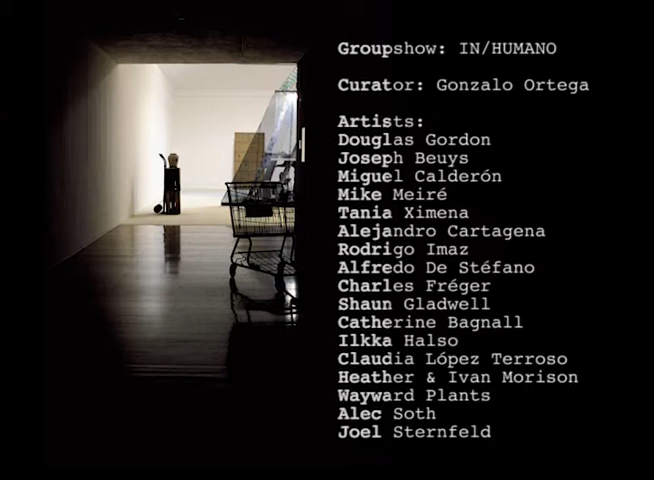 Groupshow: IN/HUMANO
Curator: Gonzalo Ortega
Artists:
Douglas Gordon
Joseph Beuys
Miguel Calderón
Mike Meiré
Tania Ximena
Alejandro Cartagena
Rodrigo Imaz
Alfredo De Stéfano
Charles Fréger
Shaun Gladwell
Catherine Bagnall
Ilkka Halso
Claudia López Terroso
Heather & Ivan Morison
Wayward Plants
Alec Soth
Joel Sternfeld